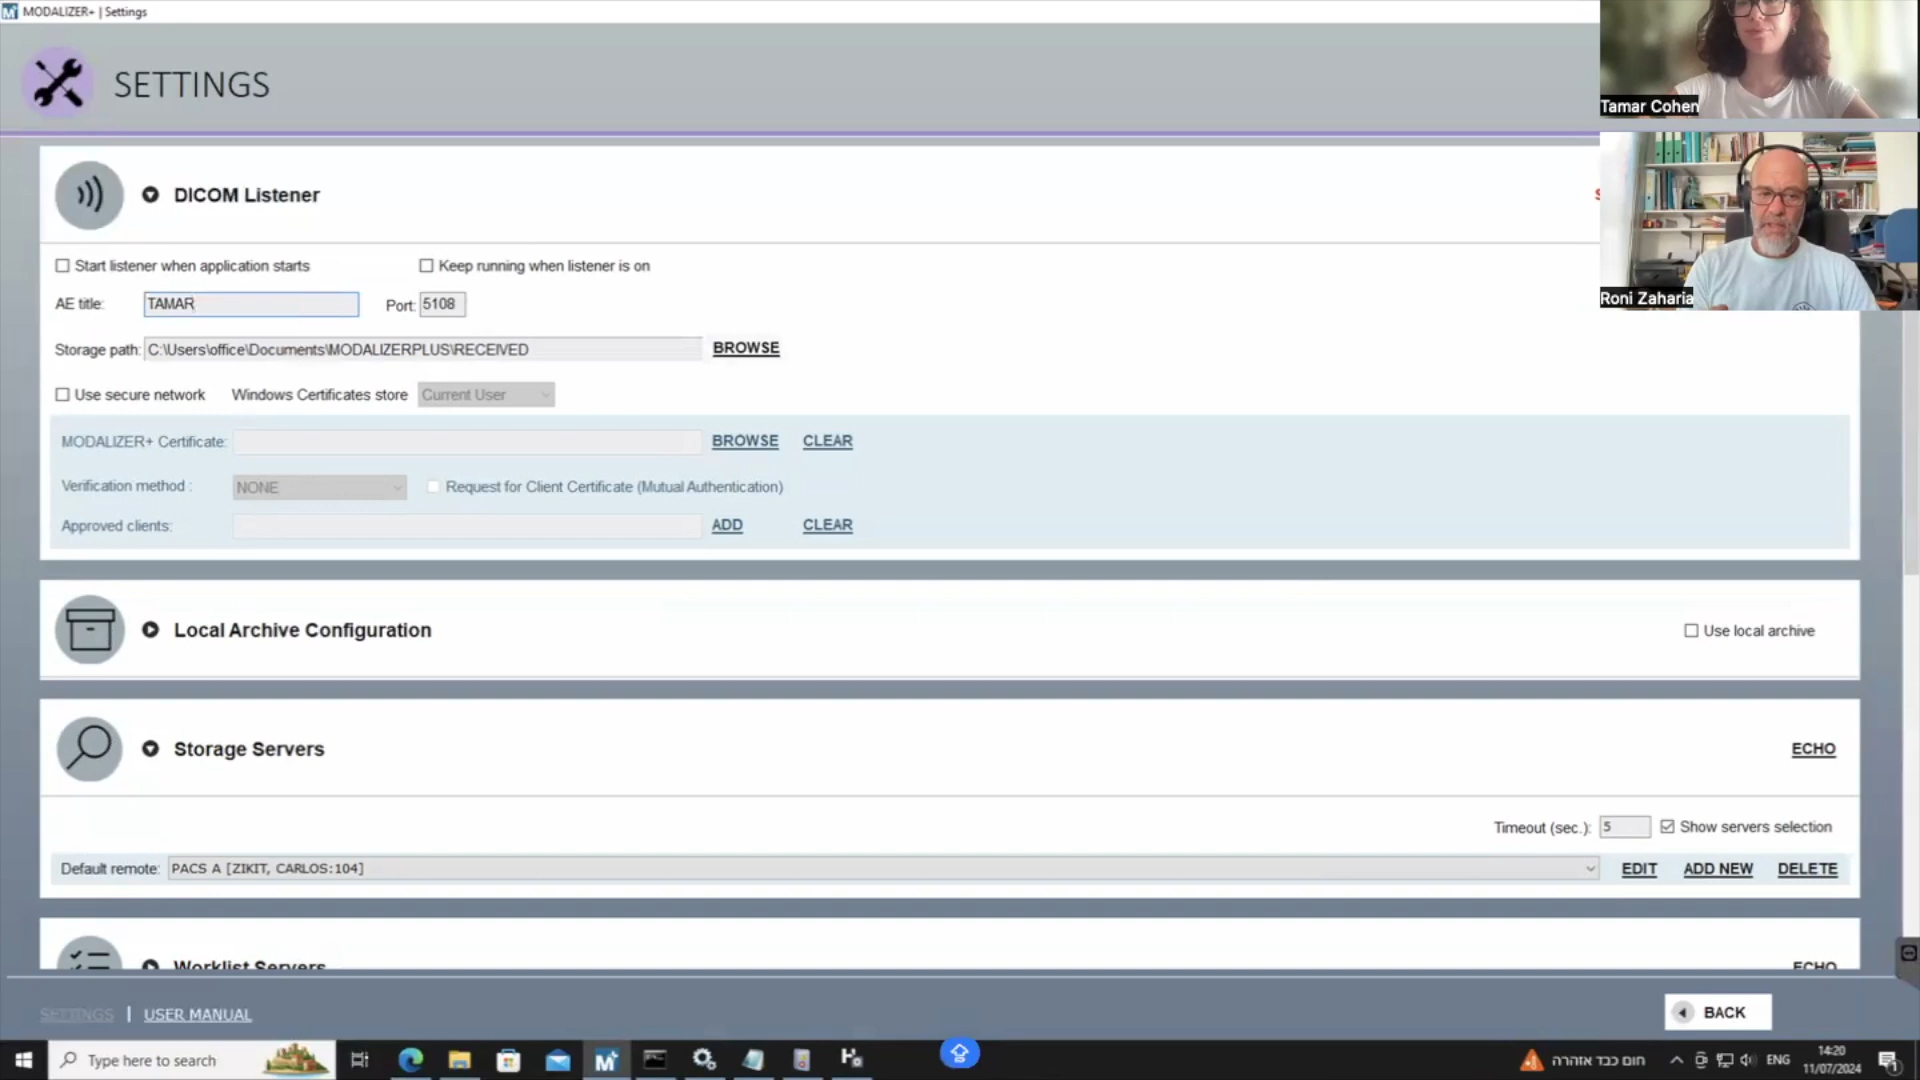 MODALIZER+ | Settings
SETTINGS
Tamar Cohen
Roni Zaharia
DICOM Listener
Start listener when application starts
Keep running when listener is on
AE title: TAMAR Port: 5108
Storage path: C:\Users\office\Documents\MODALIZERPLUS\RECEIVED BROWSE
Use secure network Windows Certificates store Current User
MODALIZER+ Certificate: BROWSE CLEAR
Verification method : NONE Request for Client Certificate (Mutual Authentication)
Approved clients: ADD CLEAR
Local Archive Configuration Use local archive
Storage Servers ECHO
Timeout (sec.): 5 Show servers selection
Default remote: PACS A [ZIKIT, CARLOS:104] EDIT ADD NEW DELETE
Worklist Servers ECHO
SETTINGS | USER MANUAL BACK
Type here to search
חום כבד אזהרה
ENG
14:20
11/07/2024